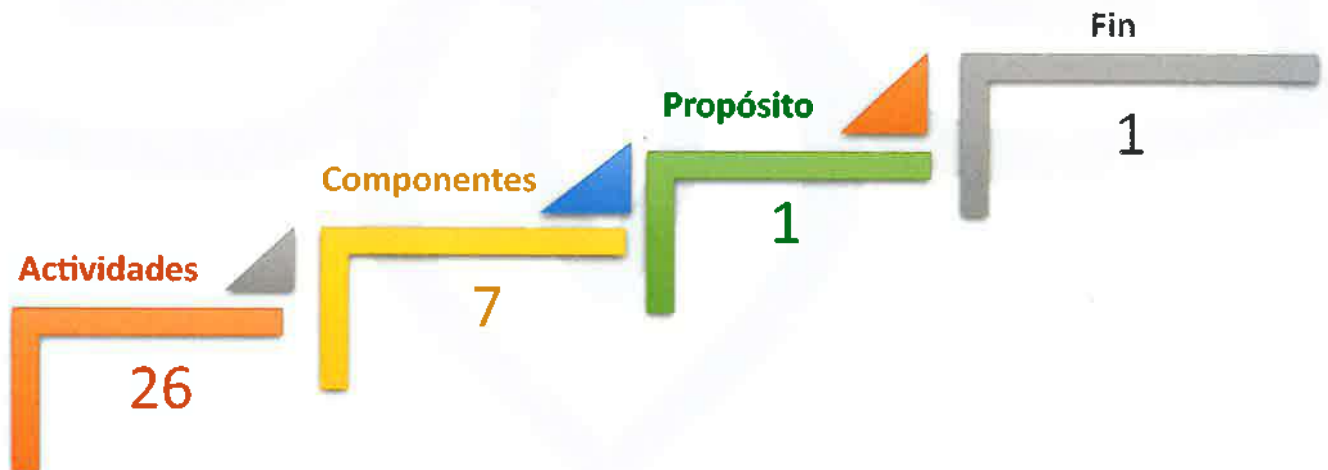 Fin
1
Propósito
1
Componentes
7
Actividades
26